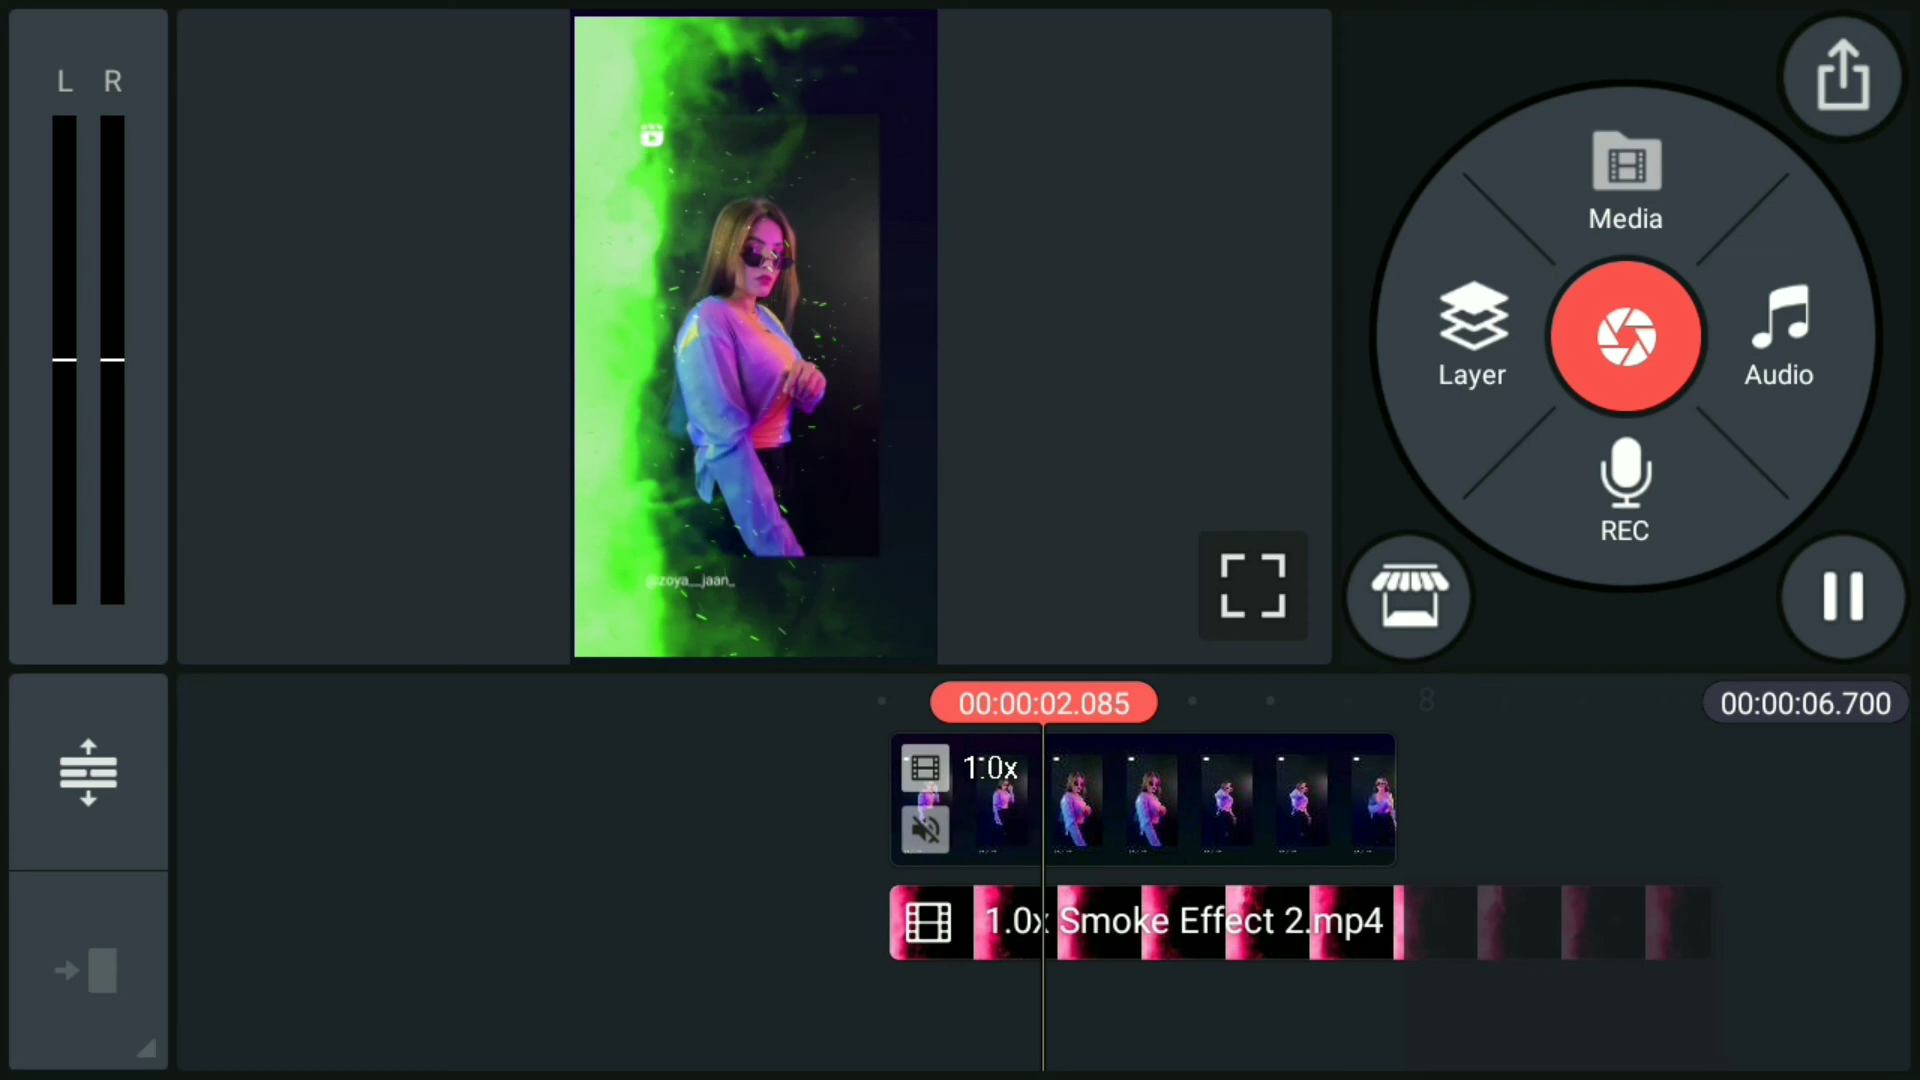 L R
Media
Layer
Audio
REC
@zoya__jaan_
00:00:02.085
8
00:00:06.700
1.0x
1.0x Smoke Effect 2.mp4